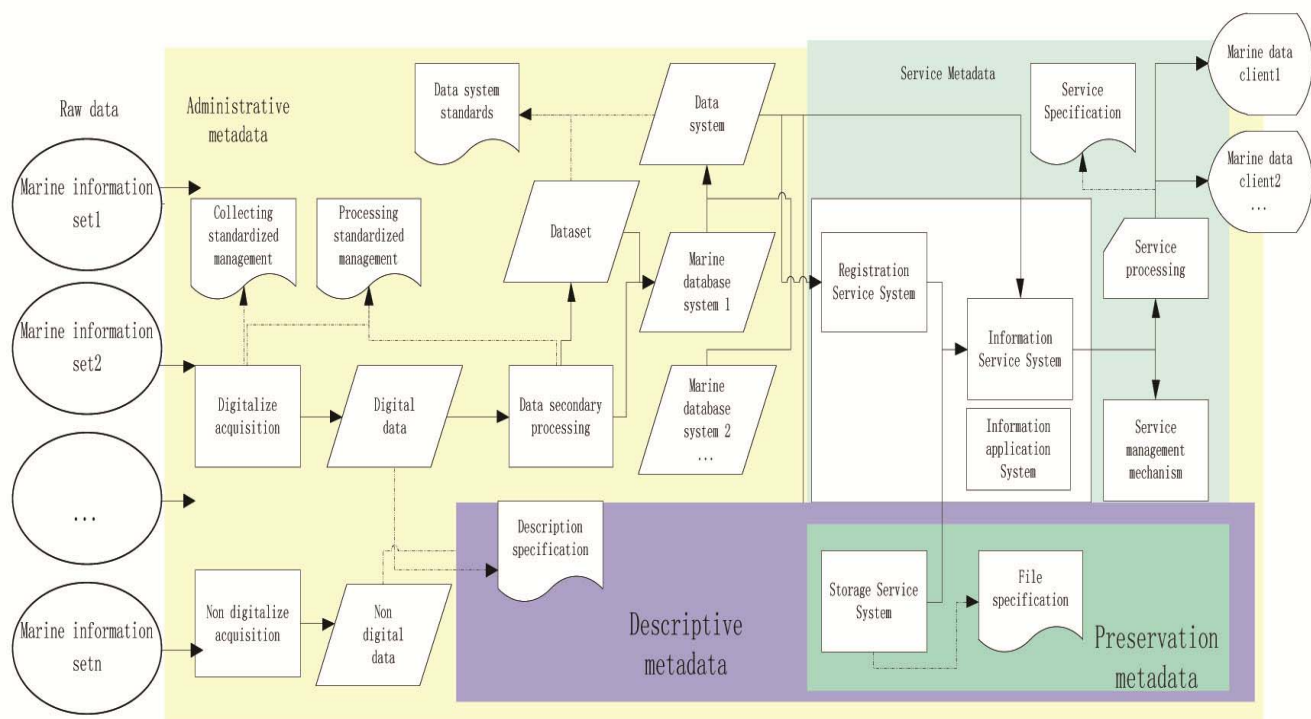 Raw data
Marine information
set1
Marine information
set2
...
Marine information
setn
Administrative
metadata
Data system
standards
Data
system
Collecting
standardized
management
Processing
standardized
management
Dataset
Marine
database
system 1
Digitalize
acquisition
Digital
data
Data secondary
processing
Marine
database
system 2
...
Non digitalize
acquisition
Non
digital
data
Description
specification
Descriptive
metadata
Service Metadata
Service
Specification
Marine data
client1
Marine data
client2
...
Registration
Service System
Information
Service System
Service
processing
Information
application
System
Service
management
mechanism
Storage Service
System
File
specification
Preservation
metadata